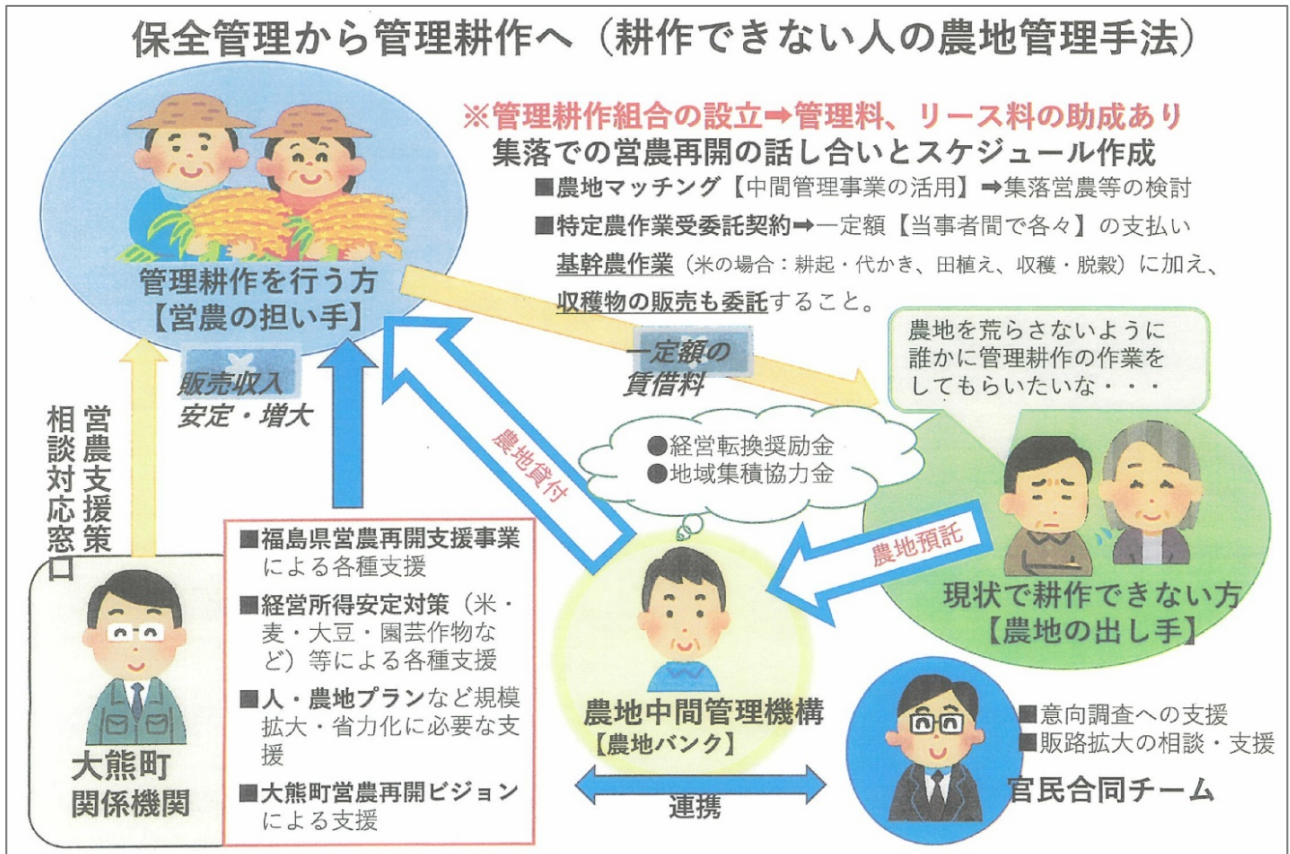 保全管理から管理耕作へ（耕作できない人の農地管理手法）
※管理耕作組合の設立➡管理料、リース料の助成あり
集落での営農再開の話し合いとスケジュール作成
■農地マッチング【中間管理事業の活用】➡集落営農等の検討
■特定農作業受委託契約➡一定額【当事者間で各々】の支払い
基幹農作業（米の場合：耕起・代かき、田植え、収穫・脱穀）に加え、
収穫物の販売も委託すること。
管理耕作を行う方
【営農の担い手】
販売収入
安定・増大
一定額の
賃借料
農地を荒らさないように
誰かに管理耕作の作業を
してもらいたいな・・・
営農支援策
相談対応窓口
農地貸付
●経営転換奨励金
●地域集積協力金
農地預託
現状で耕作できない方
【農地の出し手】
■福島県営農再開支援事業
による各種支援
■経営所得安定対策（米・
麦・大豆・園芸作物な
ど）等による各種支援
■人・農地プランなど規模
拡大・省力化に必要な支
援
■大熊町営農再開ビジョン
による支援
大熊町
関係機関
農地中間管理機構
【農地バンク】
連携
■意向調査への支援
■販路拡大の相談・支援
官民合同チーム